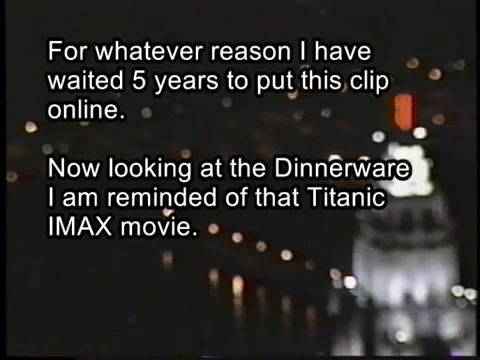 For whatever reason I have
waited 5 years to put this clip
online.
Now looking at the Dinnerware
I am reminded of that Titanic
IMAX movie.